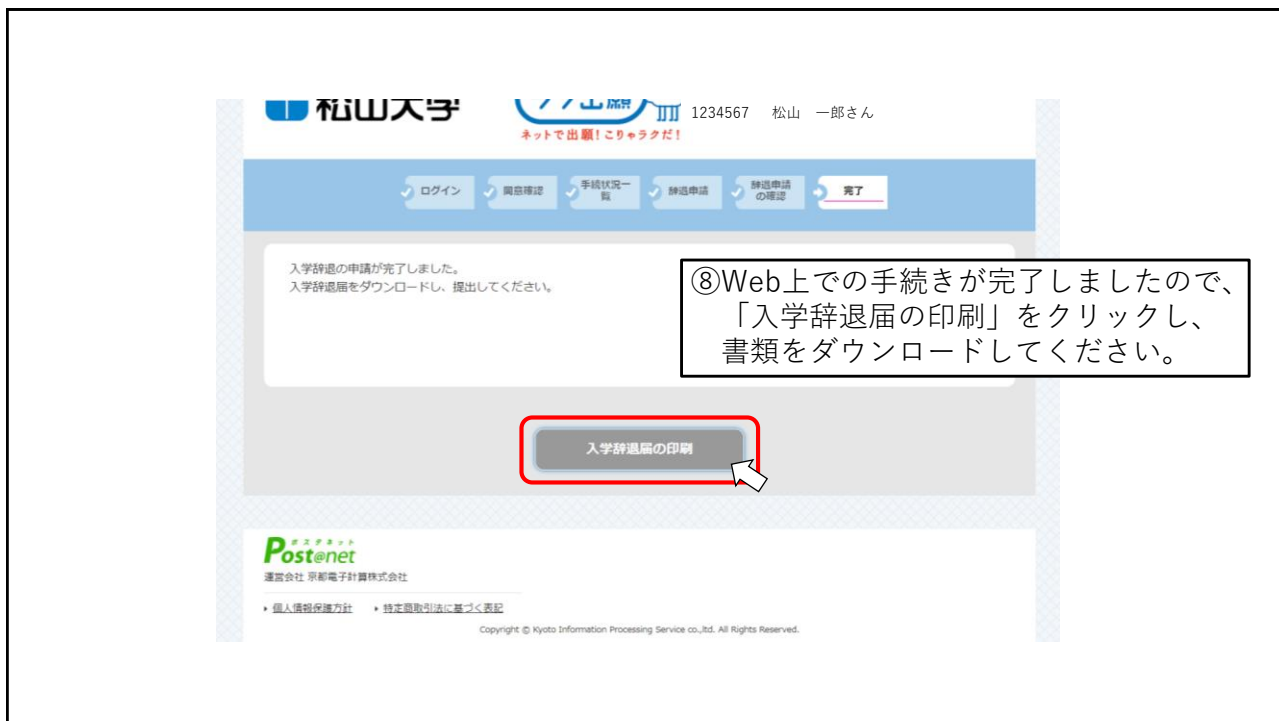 松山大学
1234567 松山 一郎さん
ネットで出願!こりゃラクだ!
ログイン
同意確認
手続状況一
覧
辞退申請
辞退申請
の確認
完了
入学辞退の申請が完了しました。
入学辞退届をダウンロードし、提出してください。
⑧Web上での手続きが完了しましたので、
「入学辞退届の印刷」をクリックし、
書類をダウンロードしてください。
入学辞退届の印刷
ポスタネット
Post@net
運営会社 京都電子計算株式会社
個人情報保護方針
特定商取引法に基づく表記
Copyright © Kyoto Information Processing Service co.,ltd. All Rights Reserved.